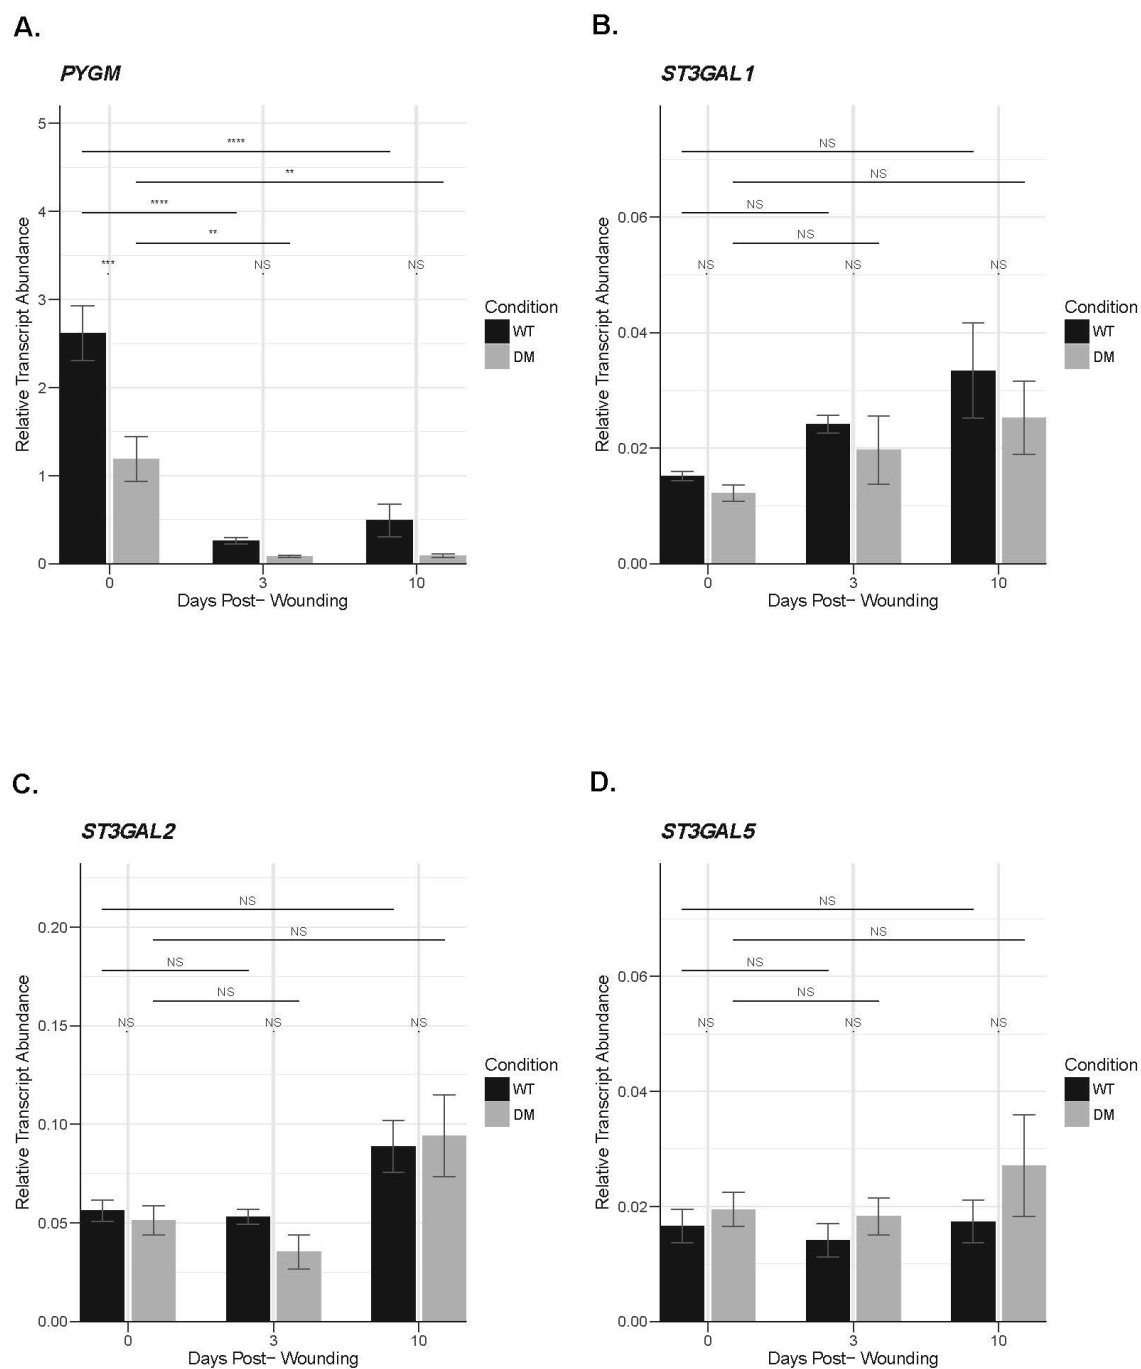 A.
PYGM
5
4
3
2
1
0
Relative Transcript Abundance
****
**
****
**
***
NS
NS
0
3
10
Days Post– Wounding
Condition
WT
DM
B.
ST3GAL1
0.06
0.04
0.02
0.00
Relative Transcript Abundance
NS
NS
NS
NS
NS
NS
NS
0
3
10
Days Post– Wounding
Condition
WT
DM
C.
ST3GAL2
0.20
0.15
0.10
0.05
0.00
Relative Transcript Abundance
NS
NS
NS
NS
NS
NS
NS
0
3
10
Days Post– Wounding
Condition
WT
DM
D.
ST3GAL5
0.06
0.04
0.02
0.00
Relative Transcript Abundance
NS
NS
NS
NS
NS
NS
NS
0
3
10
Days Post– Wounding
Condition
WT
DM